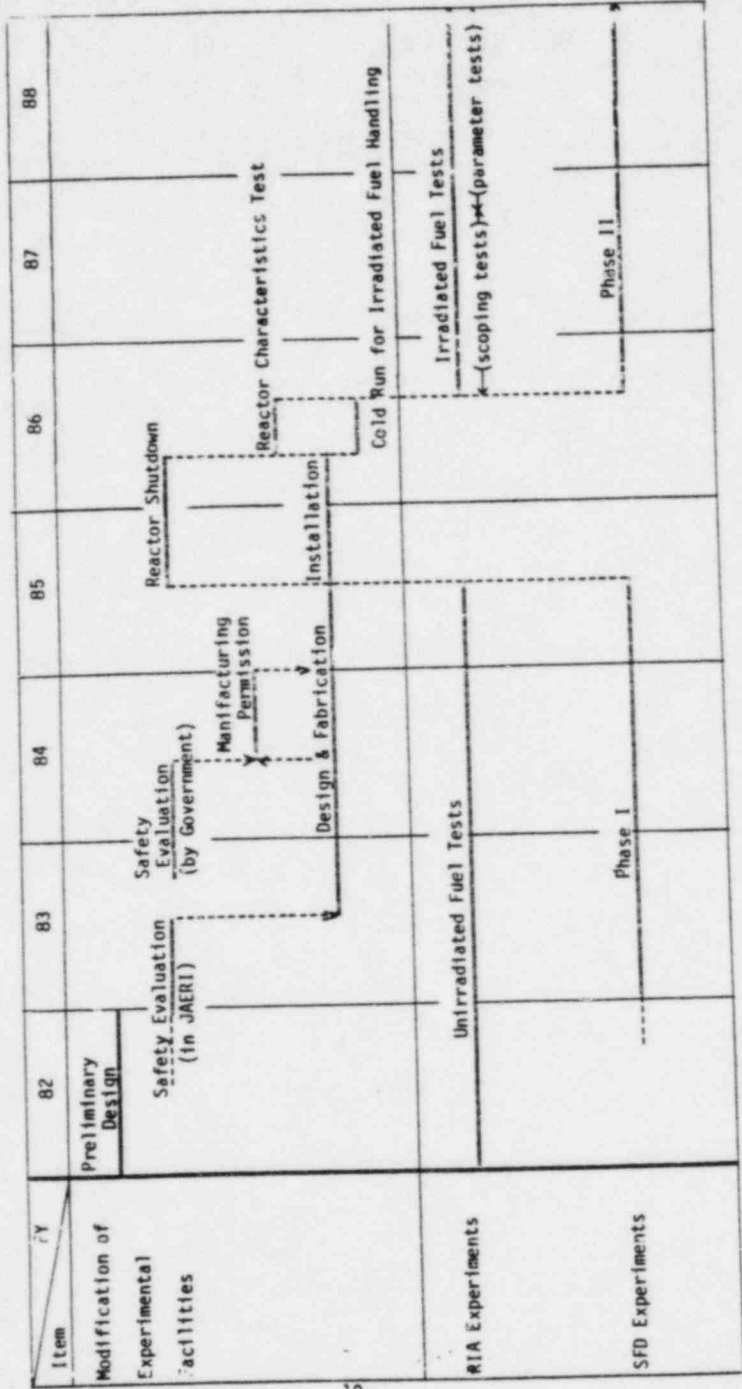 Item
FY
82
83
84
85
86
87
88
Modification of
Experimental
Facilities
Preliminary
Design
Safety Evaluation
(in JAERI)
Safety
Evaluation
(by Government)
Manifacturing
Permission
Design & Fabrication
Reactor Shutdown
Installation
Reactor Characteristics Test
Cold Run for Irradiated Fuel Handling
RIA Experiments
Unirradiated Fuel Tests
Irradiated Fuel Tests
(scoping tests)
(parameter tests)
SFD Experiments
Phase I
Phase II